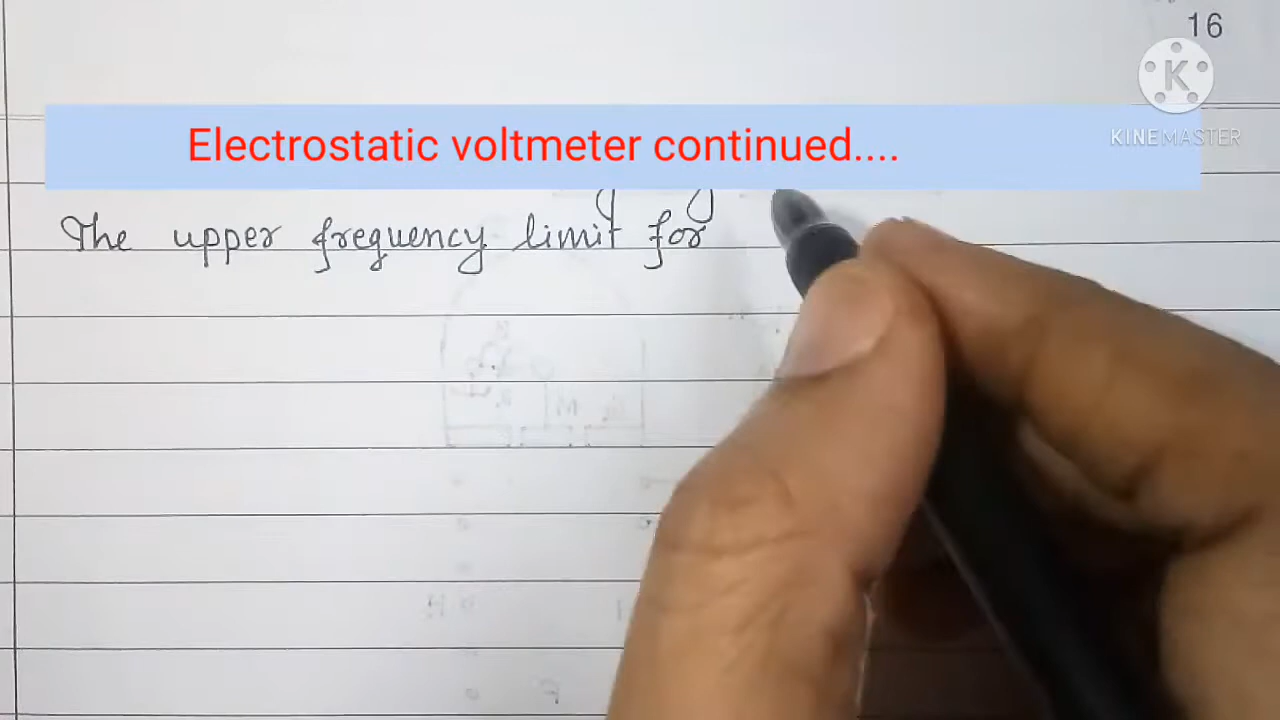 16
K
KINEMASTER
Electrostatic voltmeter continued....
The upper frequency limit for